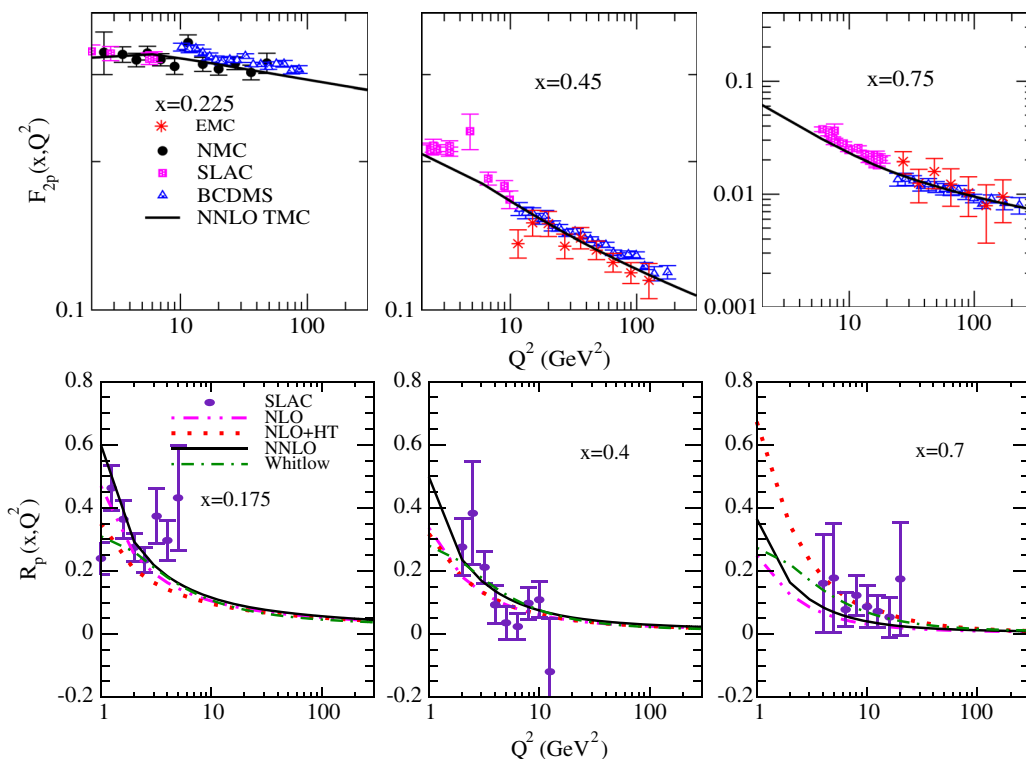 F2p(x,Q²)
x=0.225
EMC
NMC
SLAC
BCDMS
NNLO TMC
0.1
10
100
x=0.45
0.1
10
100
Q² (GeV²)
x=0.75
0.1
0.01
0.001
10
100
Rp(x,Q²)
0.8
0.6
0.4
0.2
0
-0.2
SLAC
NLO
NLO+HT
NNLO
Whitlow
x=0.175
1
10
100
0.8
0.6
0.4
0.2
0
-0.2
x=0.4
1
10
100
Q² (GeV²)
0.8
0.6
0.4
0.2
0
-0.2
x=0.7
1
10
100